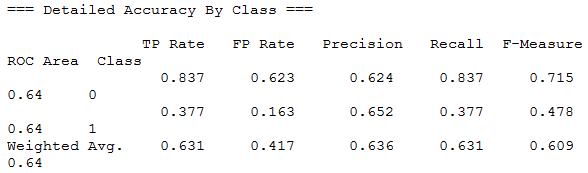 === Detailed Accuracy By Class ===
TP Rate FP Rate Precision Recall F-Measure
ROC Area Class
0.837 0.623 0.624 0.837 0.715
0.64 0
0.377 0.163 0.652 0.377 0.478
0.64 1
Weighted Avg. 0.631 0.417 0.636 0.631 0.609
0.64